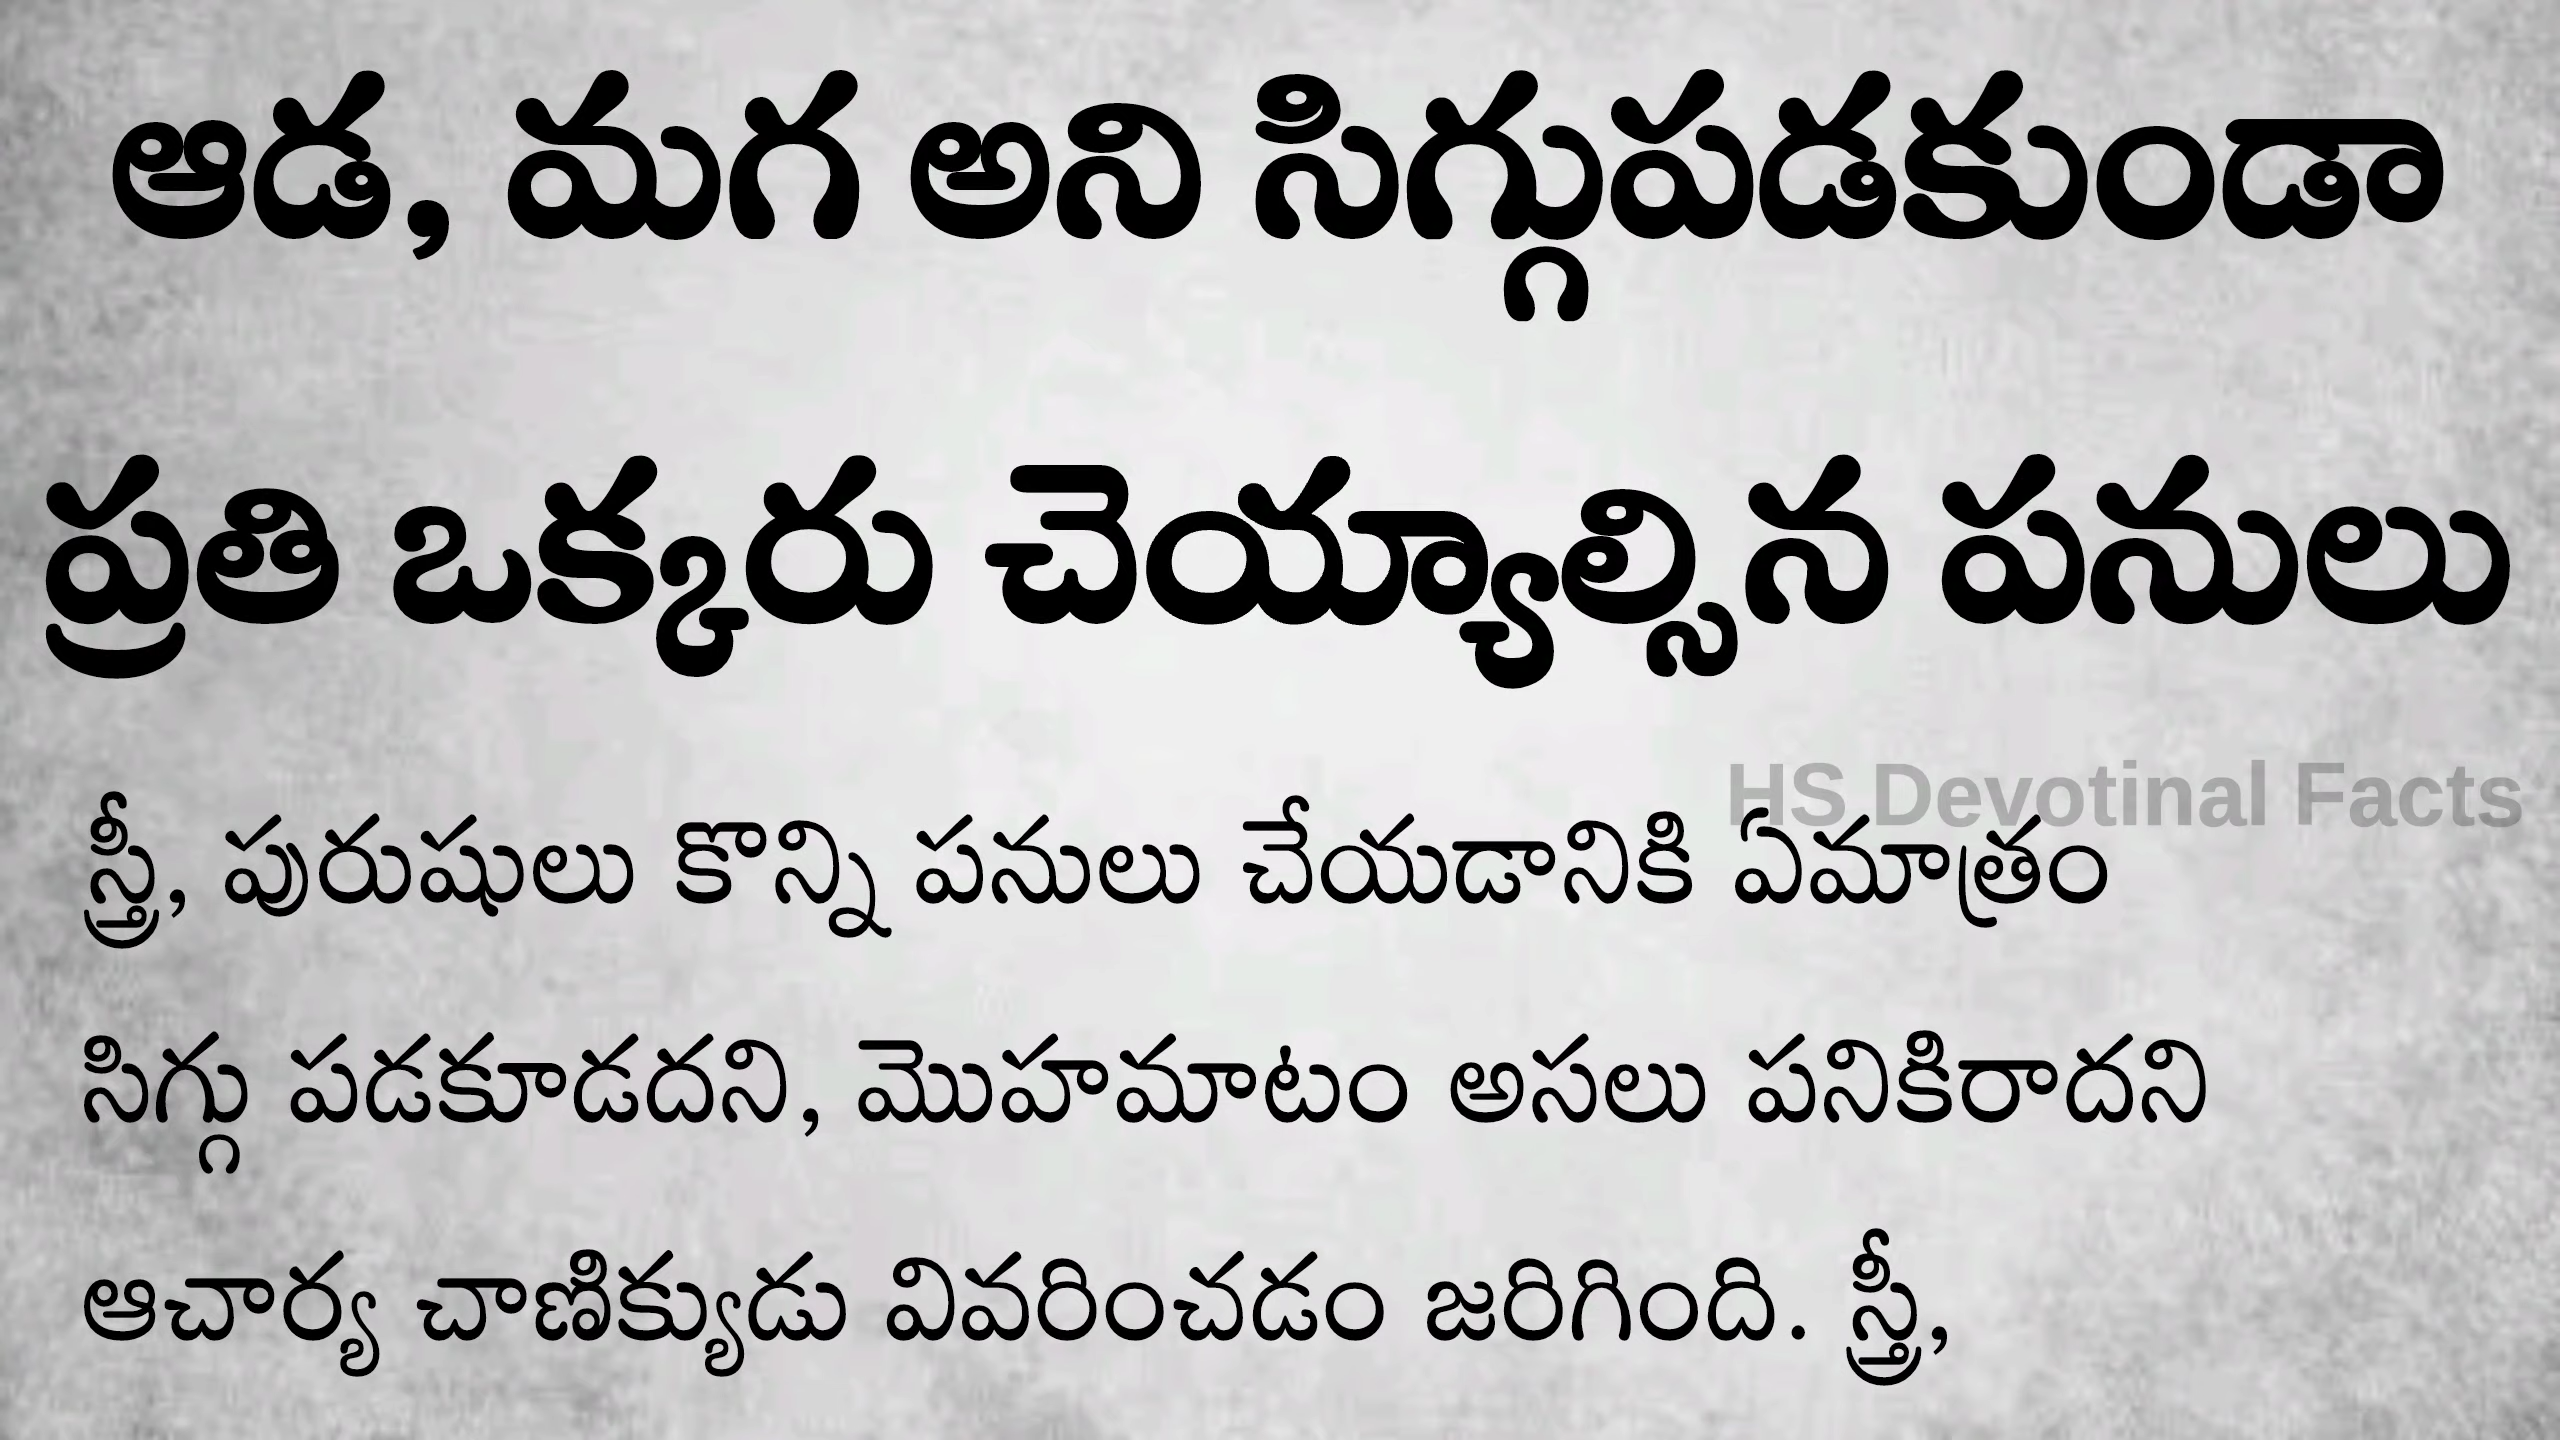 ఆడ, మగ అని సిగ్గుపడకుండా
ప్రతి ఒక్కరు చెయ్యాల్సిన పనులు
HS Devotinal Facts
స్త్రీ, పురుషులు కొన్ని పనులు చేయడానికి ఏమాత్రం
సిగ్గు పడకూడదని, మొహమాటం అసలు పనికిరాదని
ఆచార్య చాణిక్యుడు వివరించడం జరిగింది. స్త్రీ,